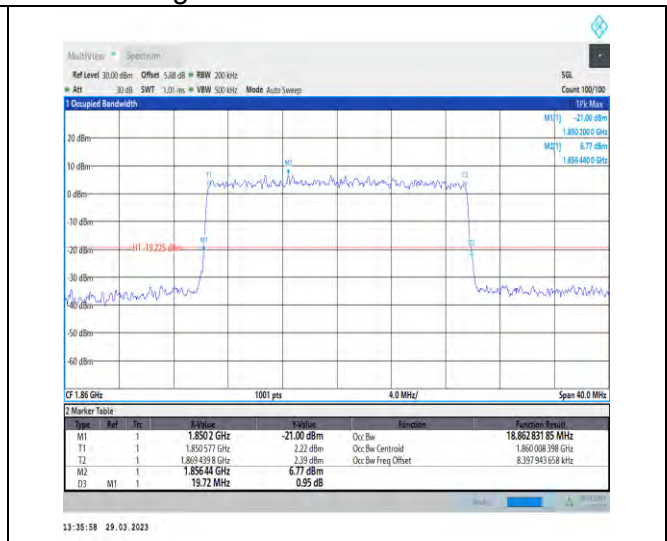 MultiView Spectrum
Ref Level 30.00 dBm Offset 5.88 dB RBW 200 kHz SGL
Att 30 dB SWT 1.01 ms VBW 500 kHz Mode Auto Sweep Count 100/100
1 Occupied Bandwidth 1Pk Max
M1[1] -21.00 dBm
1.850 200 0 GHz
M2[1] 6.77 dBm
1.856 440 0 GHz
20 dBm
10 dBm
T1 M2 T2
0 dBm
-10 dBm
M1
H1 -19.225 dBm
-20 dBm
-30 dBm
-40 dBm
-50 dBm
-60 dBm
CF 1.86 GHz 1001 pts 4.0 MHz/ Span 40.0 MHz
2 Marker Table
Type Ref Trc X-Value Y-Value Function Function Result
M1 1 1.8502 GHz -21.00 dBm Occ Bw 18.862 831 85 MHz
T1 1 1.850 577 GHz 2.22 dBm Occ Bw Centroid 1.860 008 398 GHz
T2 1 1.869 439 8 GHz 2.39 dBm Occ Bw Freq Offset 8.397 943 658 kHz
M2 1 1.856 44 GHz 6.77 dBm
D3 M1 1 19.72 MHz 0.95 dB
13:35:58 29.03.2023